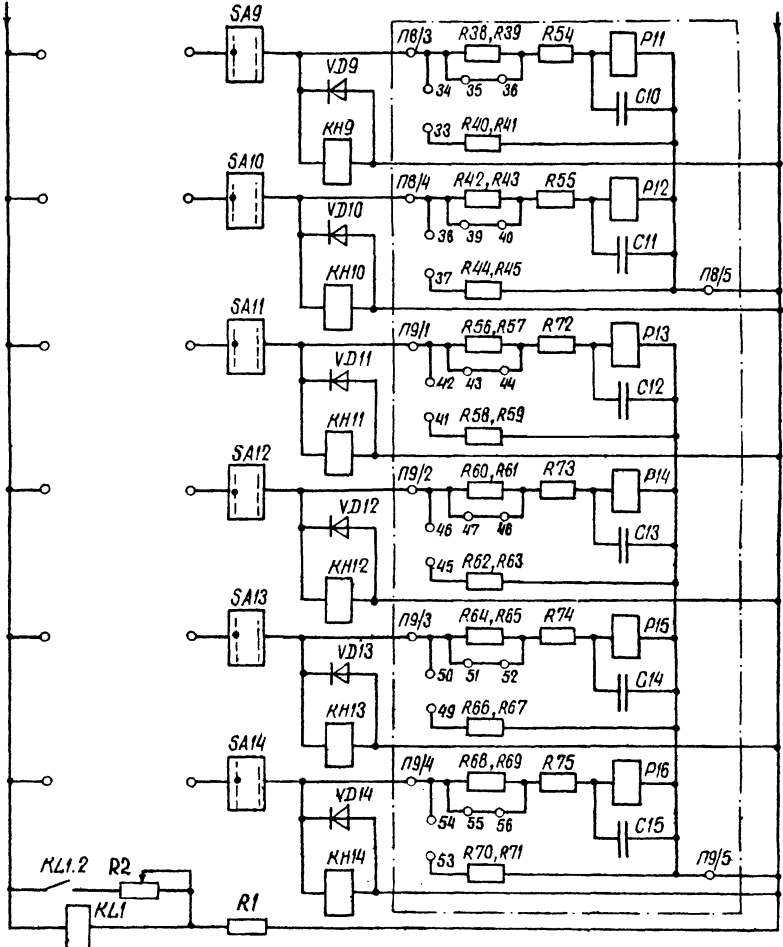 SA9
П8/3
R38, R39
R54
P11
VD9
34
35
36
C10
KH9
33
R40, R41
SA10
П8/4
R42, R43
R55
P12
VD10
38
39
40
C11
KH10
37
R44, R45
П8/5
SA11
П9/1
R56, R57
R72
P13
VD11
42
43
44
C12
KH11
41
R58, R59
SA12
П9/2
R60, R61
R73
P14
VD12
46
47
48
C13
KH12
45
R62, R63
SA13
П9/3
R64, R65
R74
P15
VD13
50
51
52
C14
KH13
49
R66, R67
SA14
П9/4
R68, R69
R75
P16
VD14
54
55
56
C15
KH14
53
R70, R71
П9/5
KL1.2
R2
KL1
R1